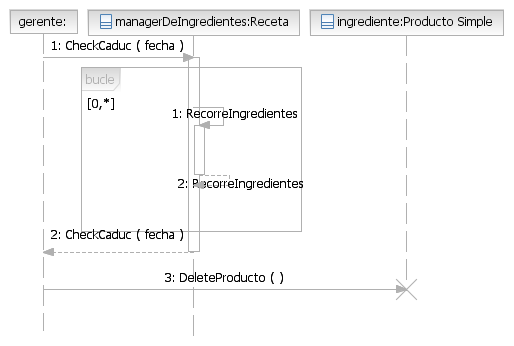 gerente:
managerDeIngredientes:Receta
ingrediente:Producto Simple
1: CheckCaduc ( fecha )
bucle
[0,*]
1: RecorreIngredientes
2: RecorreIngredientes
2: CheckCaduc ( fecha )
3: DeleteProducto ( )